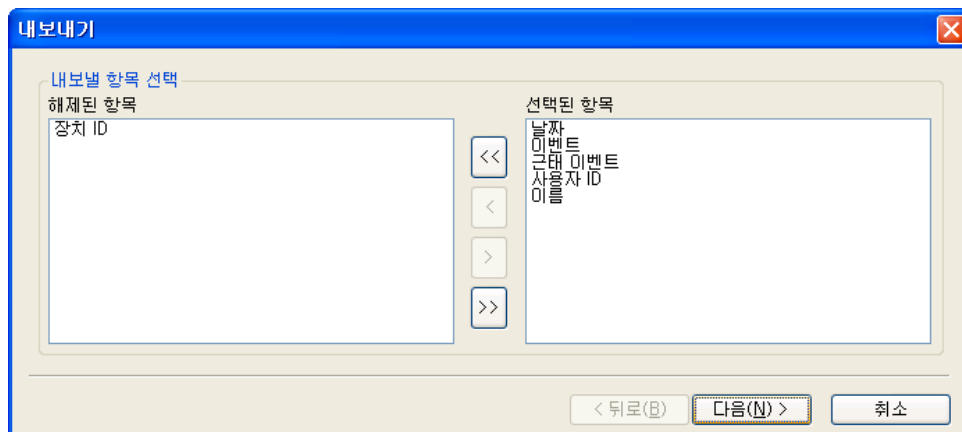 내보내기
내보낼 항목 선택
해제된 항목
장치 ID
<<
<
>
>>
선택된 항목
날짜
이벤트
근태 이벤트
사용자 ID
이름
< 뒤로(B)
다음(N) >
취소